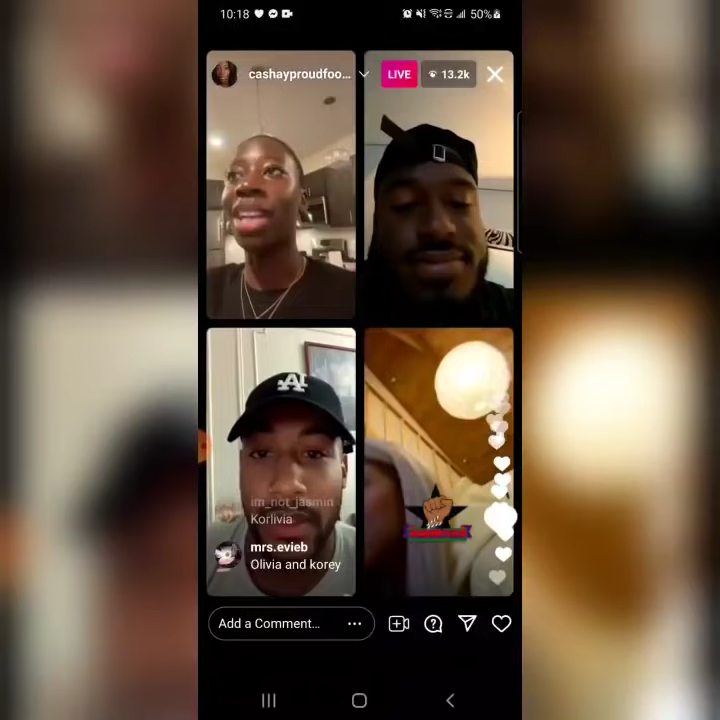 10:18
50%
cashayproudfoo...
LIVE
13.2k
im_not_jasmin
Korlivia
mrs.evieb
Olivia and korey
Add a Comment...